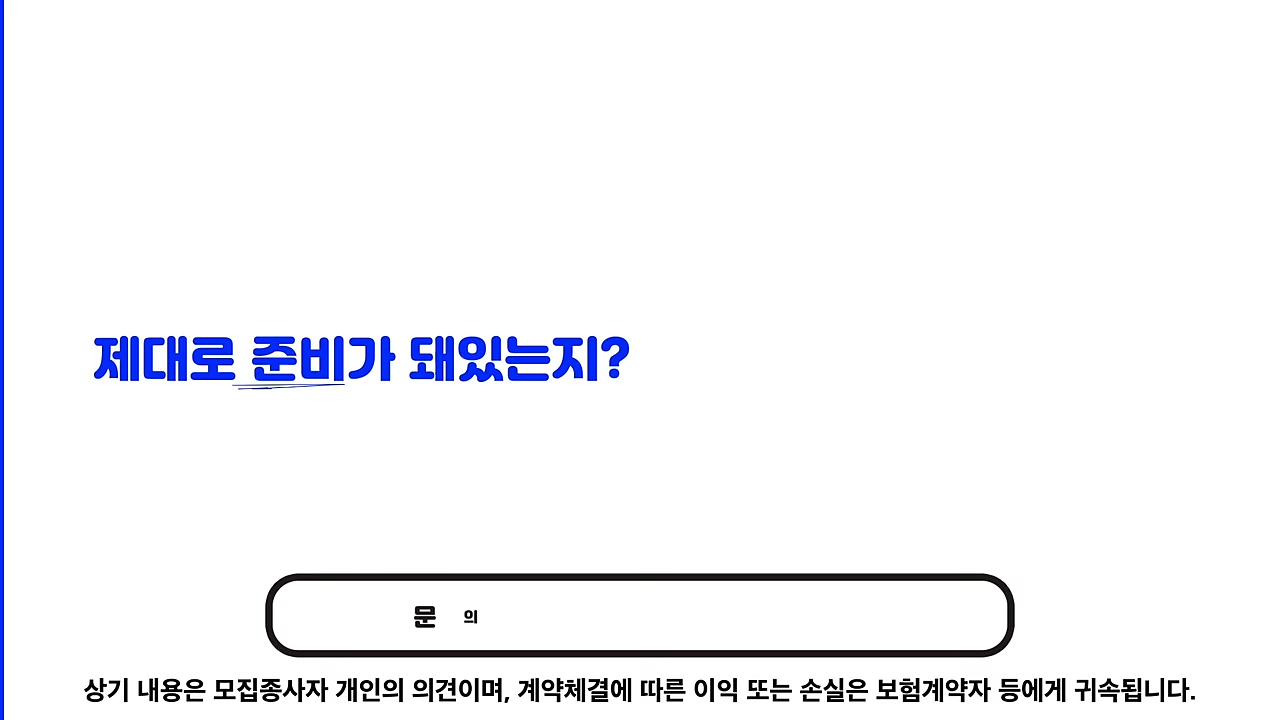 제대로 준비가 돼있는지?
문 의
상기 내용은 모집종사자 개인의 의견이며, 계약체결에 따른 이익 또는 손실은 보험계약자 등에게 귀속됩니다.